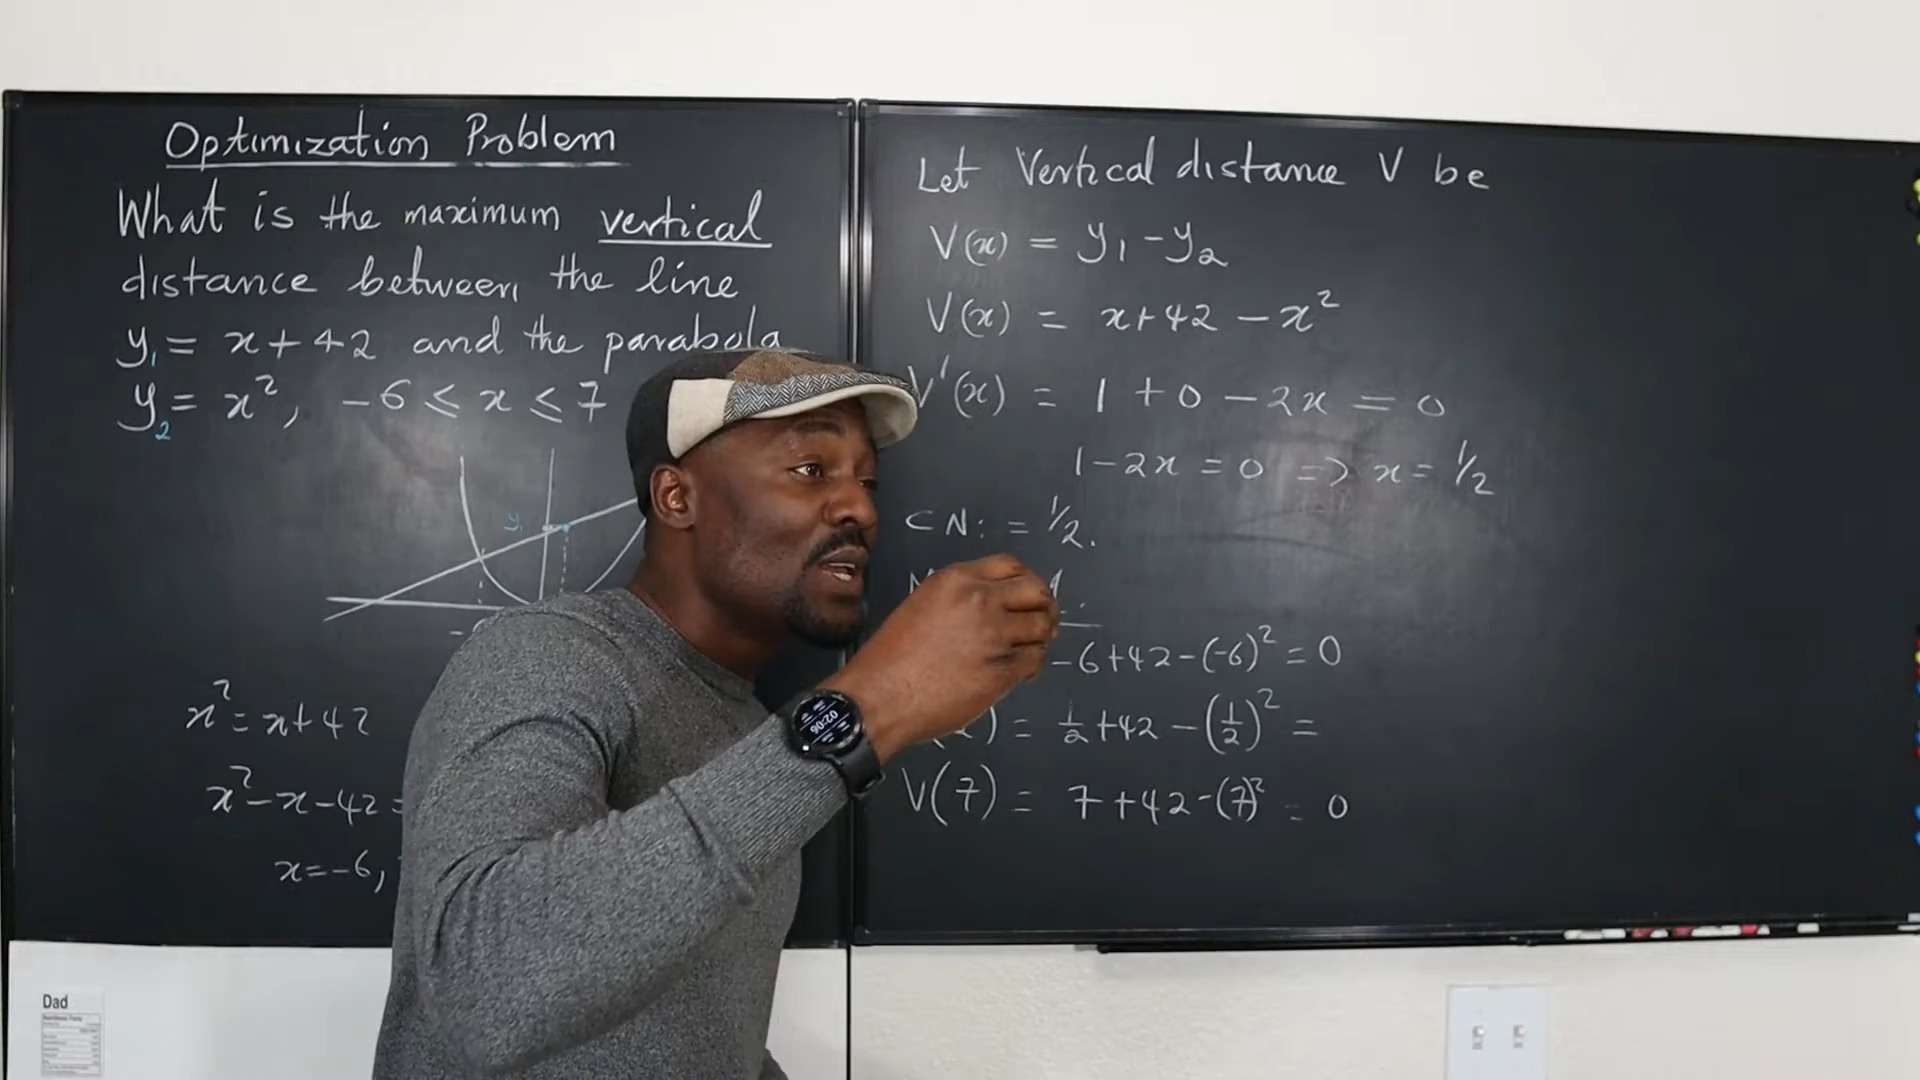 Optimization Problem
What is the maximum vertical
distance between the line
y₁ = x + 42 and the parabola
y₂ = x², -6 ≤ x ≤ 7
y₁
x² = x + 42
x² - x - 42 =
x = -6,
Let Vertical distance V be
V(x) = y₁ - y₂
V(x) = x + 42 - x²
V'(x) = 1 + 0 - 2x = 0
1 - 2x = 0 => x = 1/2
CN: = 1/2.
-6 + 42 - (-6)² = 0
) = 1/2 + 42 - (1/2)² =
V(7) = 7 + 42 - (7)² = 0
02:06
Dad